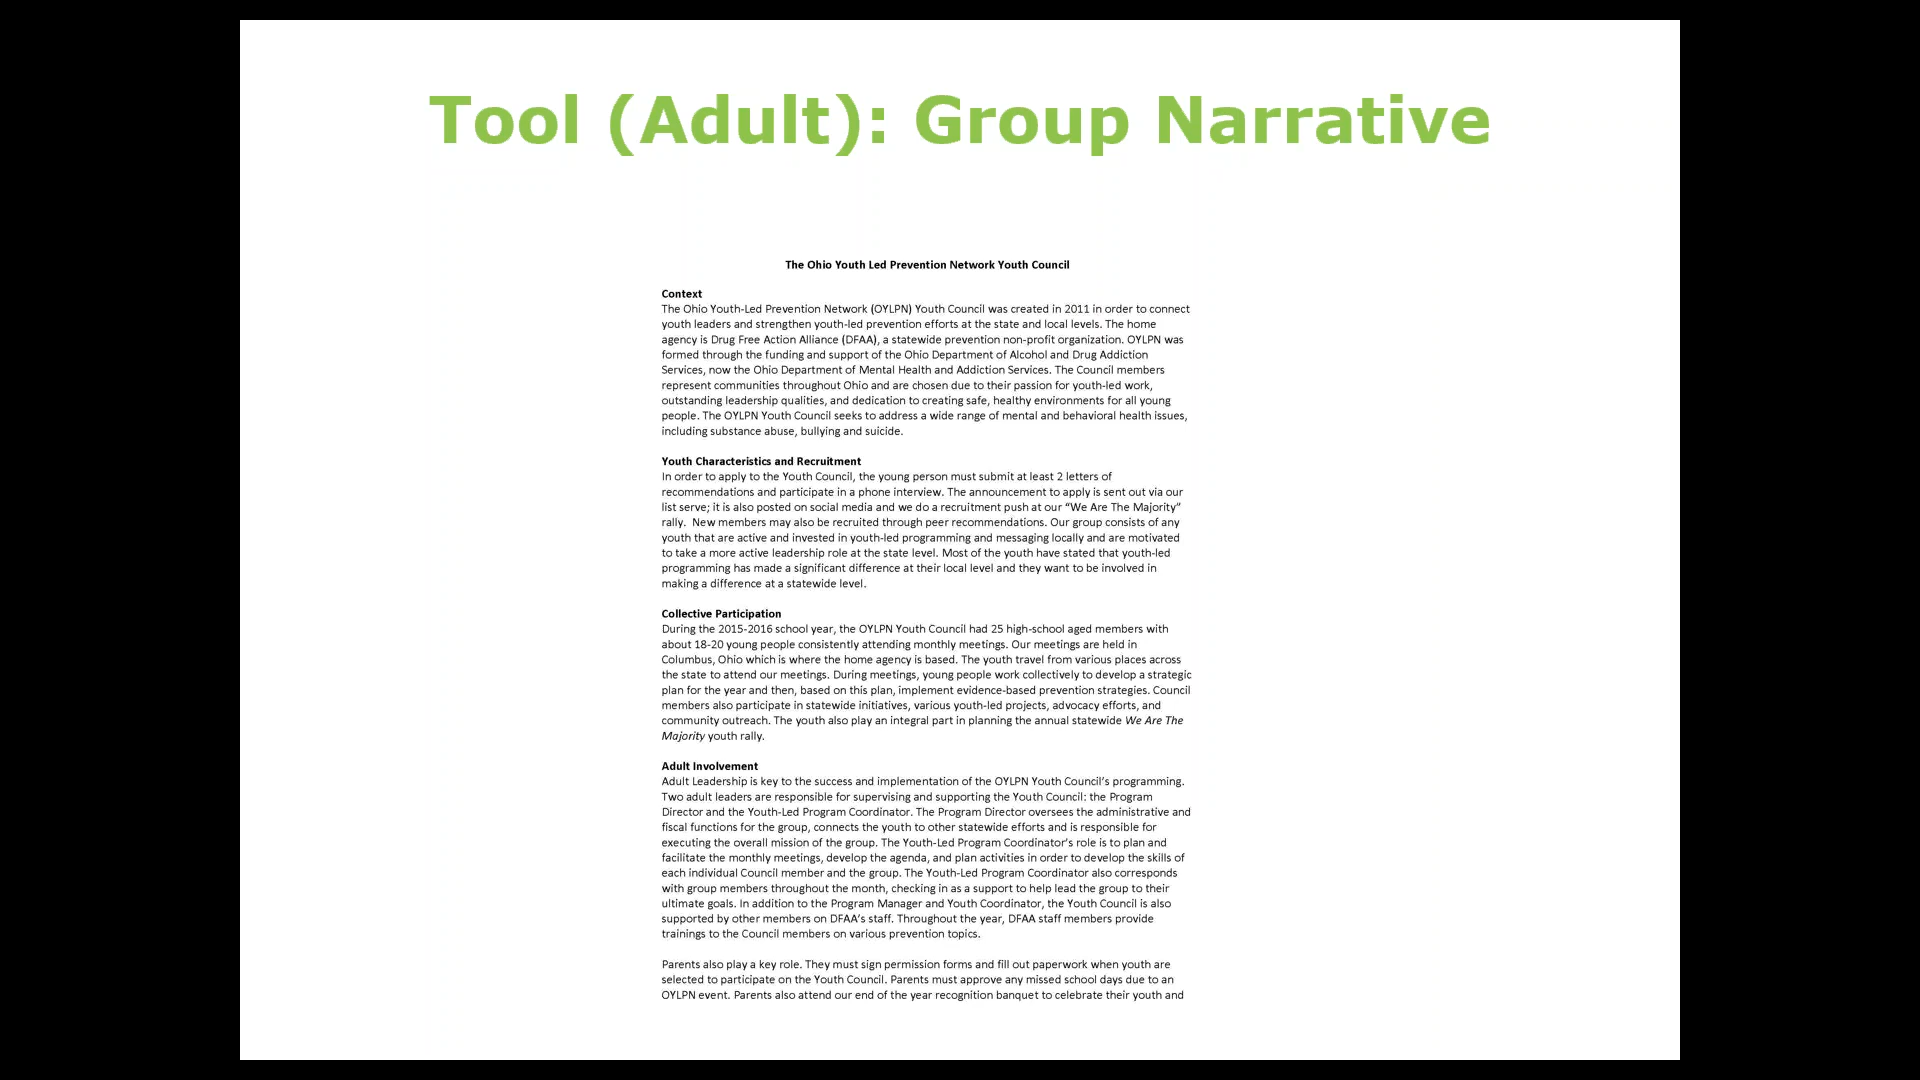 Tool (Adult): Group Narrative
The Ohio Youth Led Prevention Network Youth Council
Context
The Ohio Youth-Led Prevention Network (OYLPN) Youth Council was created in 2011 in order to connect
youth leaders and strengthen youth-led prevention efforts at the state and local levels. The home
agency is Drug Free Action Alliance (DFAA), a statewide prevention non-profit organization. OYLPN was
formed through the funding and support of the Ohio Department of Alcohol and Drug Addiction
Services, now the Ohio Department of Mental Health and Addiction Services. The Council members
represent communities throughout Ohio and are chosen due to their passion for youth-led work,
outstanding leadership qualities, and dedication to creating safe, healthy environments for all young
people. The OYLPN Youth Council seeks to address a wide range of mental and behavioral health issues,
including substance abuse, bullying and suicide.
Youth Characteristics and Recruitment
In order to apply to the Youth Council, the young person must submit at least 2 letters of
recommendations and participate in a phone interview. The announcement to apply is sent out via our
list serve; it is also posted on social media and we do a recruitment push at our “We Are The Majority”
rally.  New members may also be recruited through peer recommendations. Our group consists of any
youth that are active and invested in youth-led programming and messaging locally and are motivated
to take a more active leadership role at the state level. Most of the youth have stated that youth-led
programming has made a significant difference at their local level and they want to be involved in
making a difference at a statewide level.
Collective Participation
During the 2015-2016 school year, the OYLPN Youth Council had 25 high-school aged members with
about 18-20 young people consistently attending monthly meetings. Our meetings are held in
Columbus, Ohio which is where the home agency is based. The youth travel from various places across
the state to attend our meetings. During meetings, young people work collectively to develop a strategic
plan for the year and then, based on this plan, implement evidence-based prevention strategies. Council
members also participate in statewide initiatives, various youth-led projects, advocacy efforts, and
community outreach. The youth also play an integral part in planning the annual statewide We Are The
Majority youth rally.
Adult Involvement
Adult Leadership is key to the success and implementation of the OYLPN Youth Council’s programming.
Two adult leaders are responsible for supervising and supporting the Youth Council: the Program
Director and the Youth-Led Program Coordinator. The Program Director oversees the administrative and
fiscal functions for the group, connects the youth to other statewide efforts and is responsible for
executing the overall mission of the group. The Youth-Led Program Coordinator’s role is to plan and
facilitate the monthly meetings, develop the agenda, and plan activities in order to develop the skills of
each individual Council member and the group. The Youth-Led Program Coordinator also corresponds
with group members throughout the month, checking in as a support to help lead the group to their
ultimate goals. In addition to the Program Manager and Youth Coordinator, the Youth Council is also
supported by other members on DFAA’s staff. Throughout the year, DFAA staff members provide
trainings to the Council members on various prevention topics.
Parents also play a key role. They must sign permission forms and fill out paperwork when youth are
selected to participate on the Youth Council. Parents must approve any missed school days due to an
OYLPN event. Parents also attend our end of the year recognition banquet to celebrate their youth and